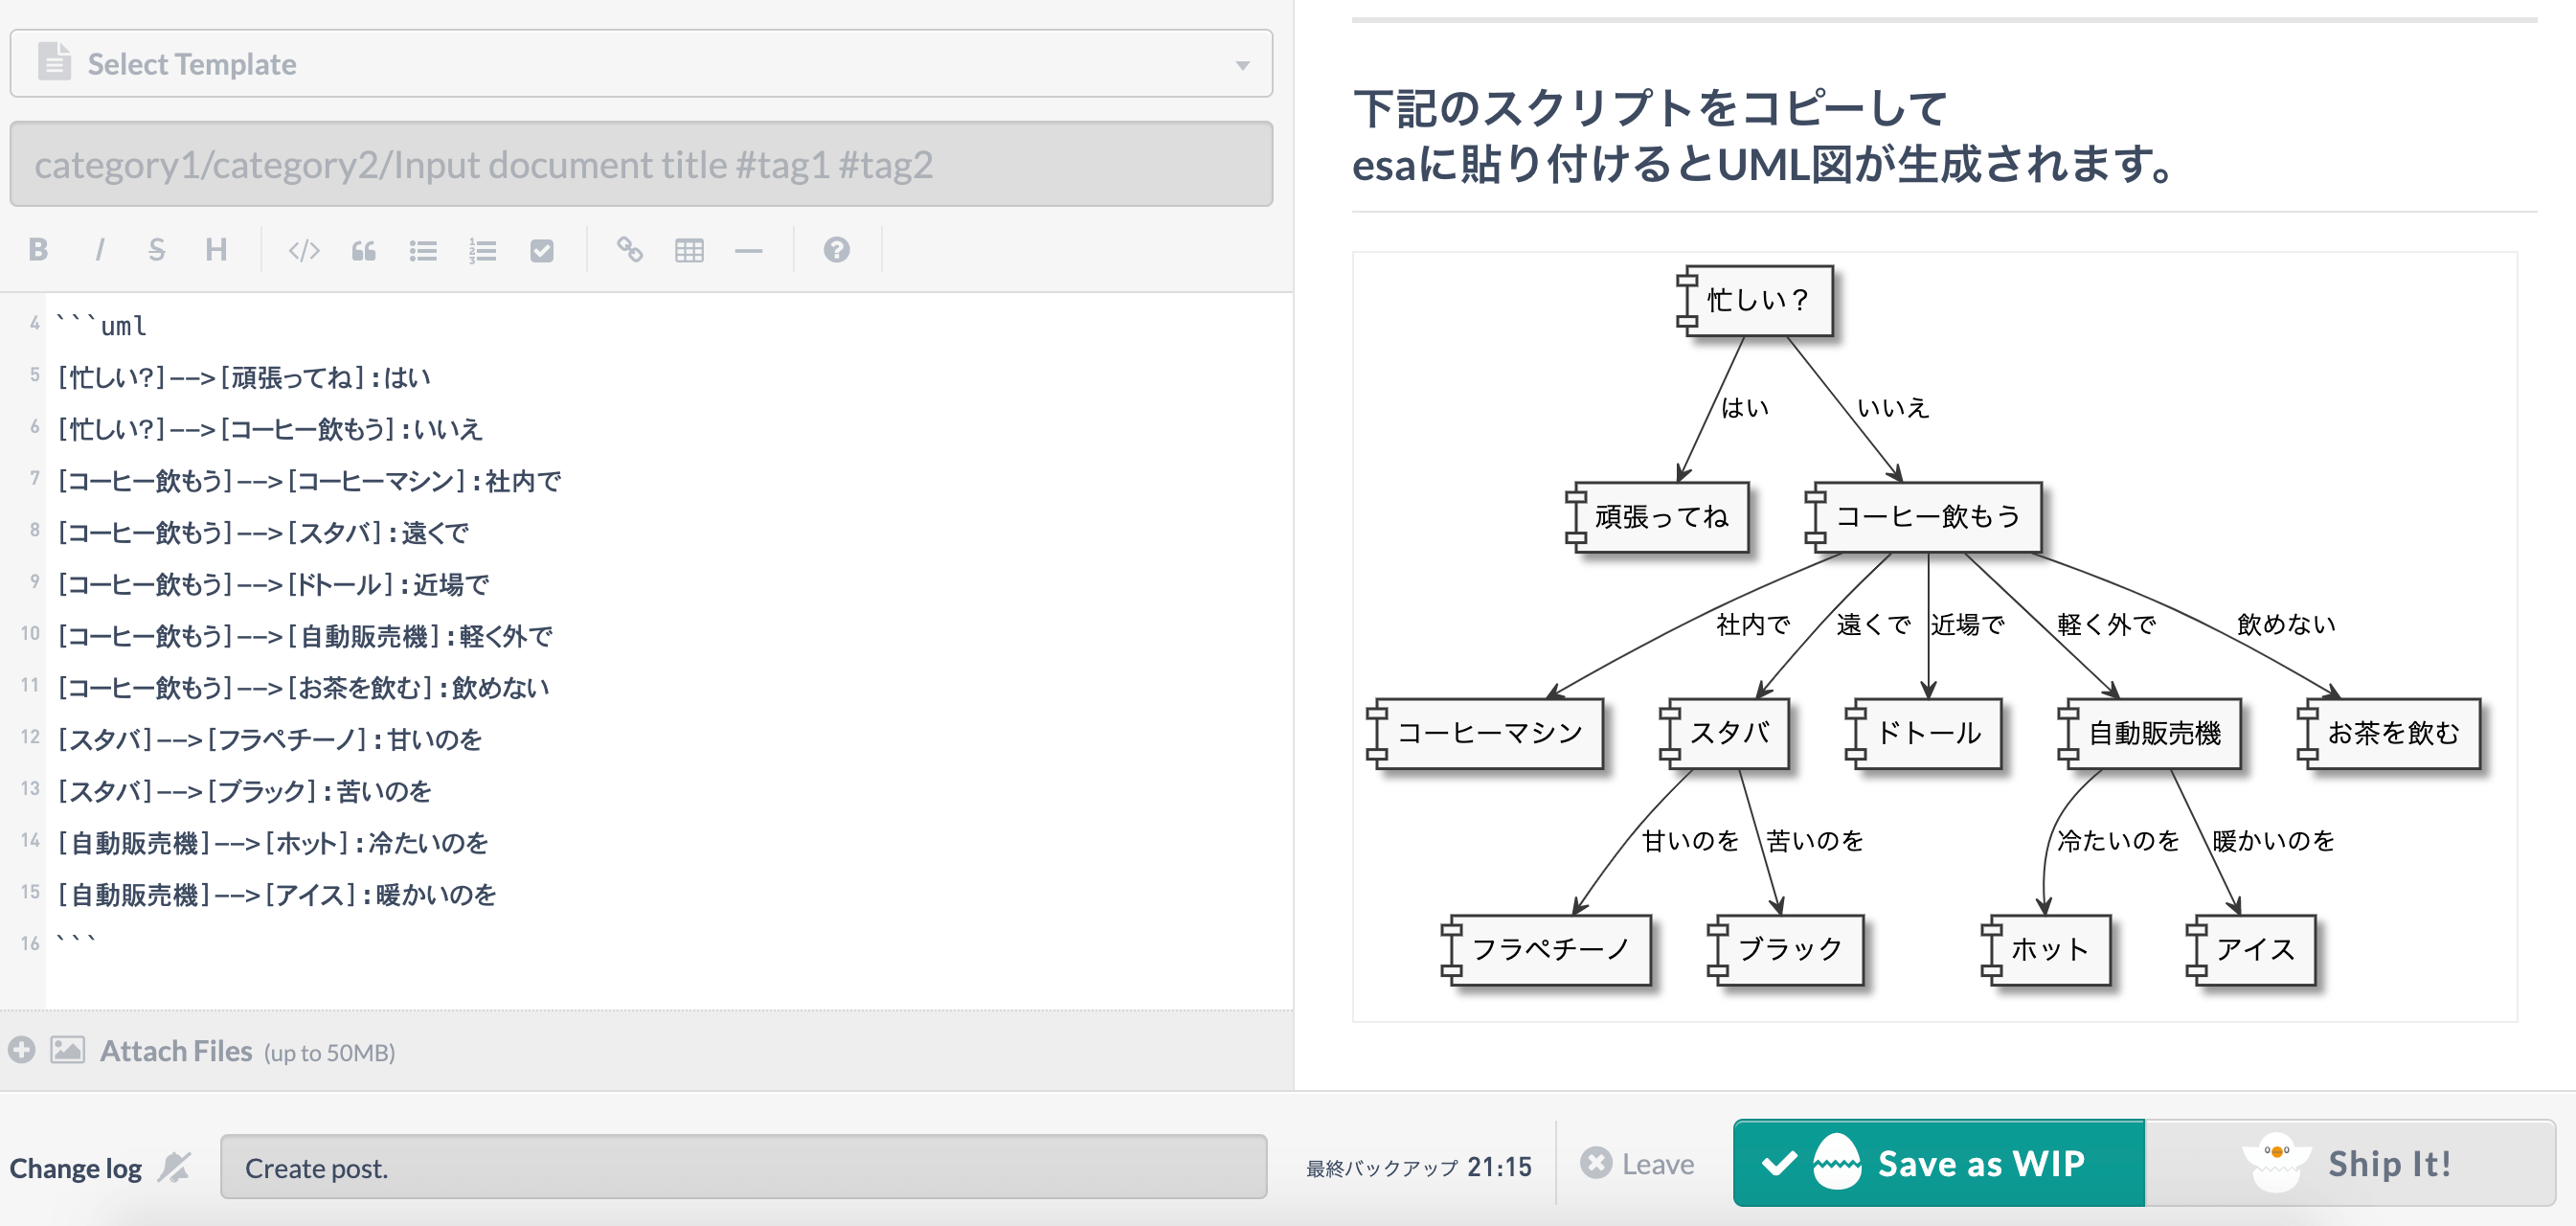 Select Template
category1/category2/Input document title #tag1 #tag2
B I S H
4 ```uml
5 [忙しい?]-->[頑張ってね]:はい
6 [忙しい?]-->[コーヒー飲もう]:いいえ
7 [コーヒー飲もう]-->[コーヒーマシン]:社内で
8 [コーヒー飲もう]-->[スタバ]:遠くで
9 [コーヒー飲もう]-->[ドトール]:近場で
10 [コーヒー飲もう]-->[自動販売機]:軽く外で
11 [コーヒー飲もう]-->[お茶を飲む]:飲めない
12 [スタバ]-->[フラペチーノ]:甘いのを
13 [スタバ]-->[ブラック]:苦いのを
14 [自動販売機]-->[ホット]:冷たいのを
15 [自動販売機]-->[アイス]:暖かいのを
16 ```
Attach Files (up to 50MB)
下記のスクリプトをコピーして
esaに貼り付けるとUML図が生成されます。
忙しい？
はい いいえ
頑張ってね コーヒー飲もう
社内で 遠くで 近場で 軽く外で 飲めない
コーヒーマシン スタバ ドトール 自動販売機 お茶を飲む
甘いのを 苦いのを 冷たいのを 暖かいのを
フラペチーノ ブラック ホット アイス
Change log Create post. 最終バックアップ 21:15 Leave Save as WIP Ship It!